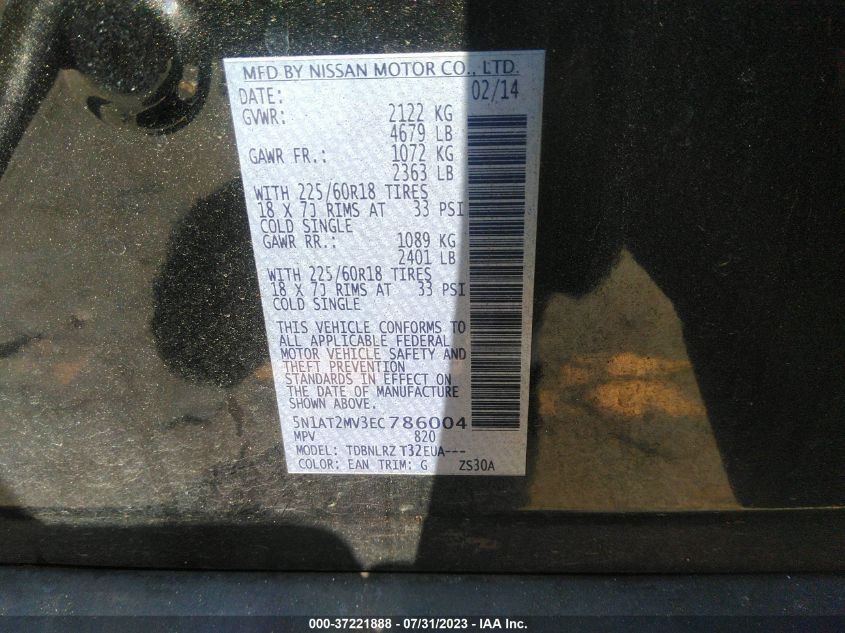 MFD BY NISSAN MOTOR CO., LTD.
DATE: 02/14
GVWR: 2122 KG
4679 LB
GAWR FR.: 1072 KG
2363 LB
WITH 225/60R18 TIRES
18 X 7J RIMS AT 33 PSI
COLD SINGLE
GAWR RR.: 1089 KG
2401 LB
WITH 225/60R18 TIRES
18 X 7J RIMS AT 33 PSI
COLD SINGLE
THIS VEHICLE CONFORMS TO
ALL APPLICABLE FEDERAL
MOTOR VEHICLE SAFETY AND
THEFT PREVENTION
STANDARDS IN EFFECT ON
THE DATE OF MANUFACTURE
SHOWN ABOVE.
5N1AT2MV3EC786004
MPV 820
MODEL: TDBNLRZ T32EUA---
COLOR: EAN TRIM: G ZS30A
000-37221888 - 07/31/2023 - IAA Inc.